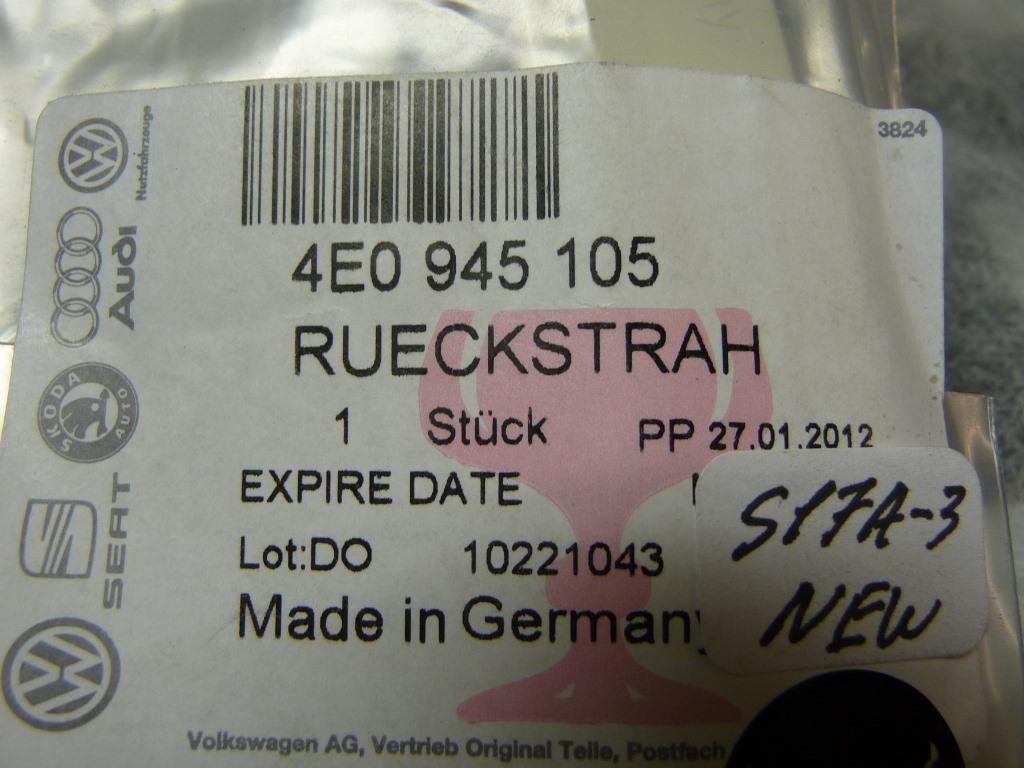 3824
Nutzfahrzeuge
Audi
SKODA
AUTO
SEAT
4E0 945 105
RUECKSTRAH
1 Stück PP 27.01.2012
EXPIRE DATE
Lot:DO 10221043
Made in Germany
S17A-3
NEW
Volkswagen AG, Vertrieb Original Teile, Postfach